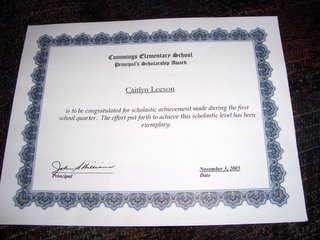 Cummings Elementary School
Principal's Scholarship Award
Caitlyn Leeson
is to be congratulated for scholastic achievement made during the first
school quarter. The effort put forth to achieve this scholastic level has been
exemplary.
November 3, 2005
Principal Date